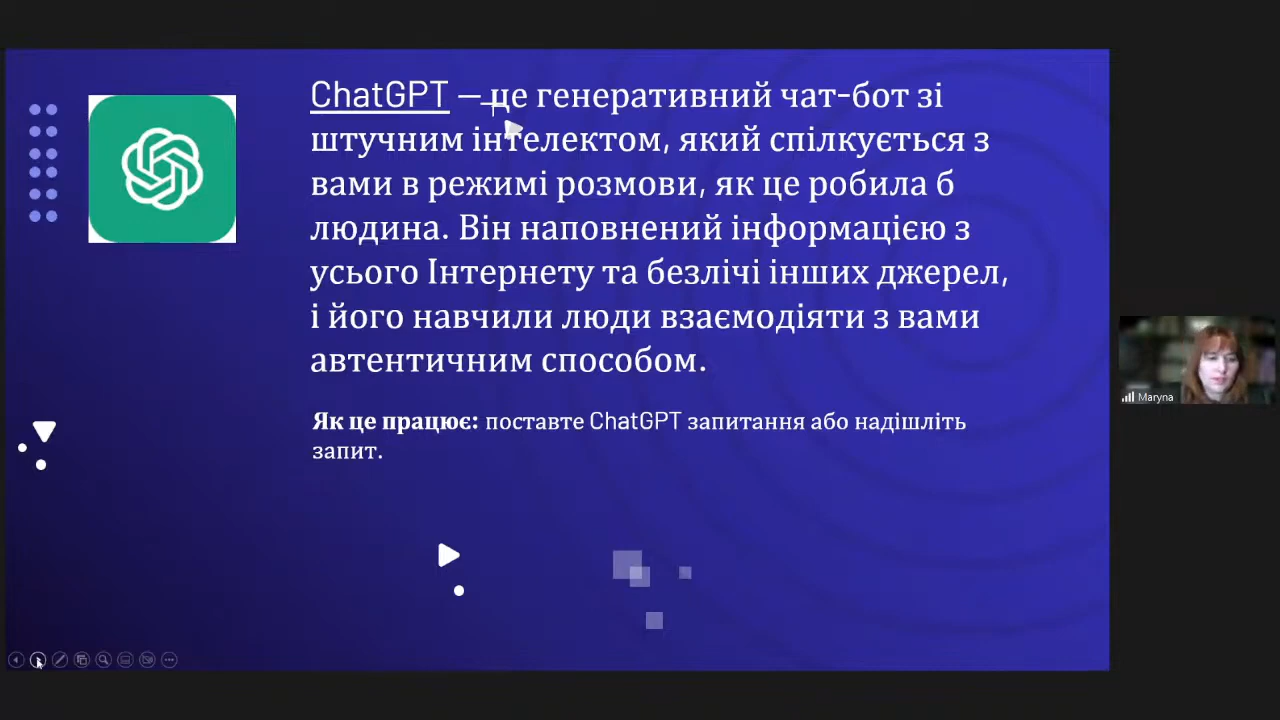 ChatGPT — це генеративний чат-бот зі
штучним інтелектом, який спілкується з
вами в режимі розмови, як це робила б
людина. Він наповнений інформацією з
усього Інтернету та безлічі інших джерел,
і його навчили люди взаємодіяти з вами
автентичним способом.
Як це працює: поставте ChatGPT запитання або надішліть
запит.
Maryna